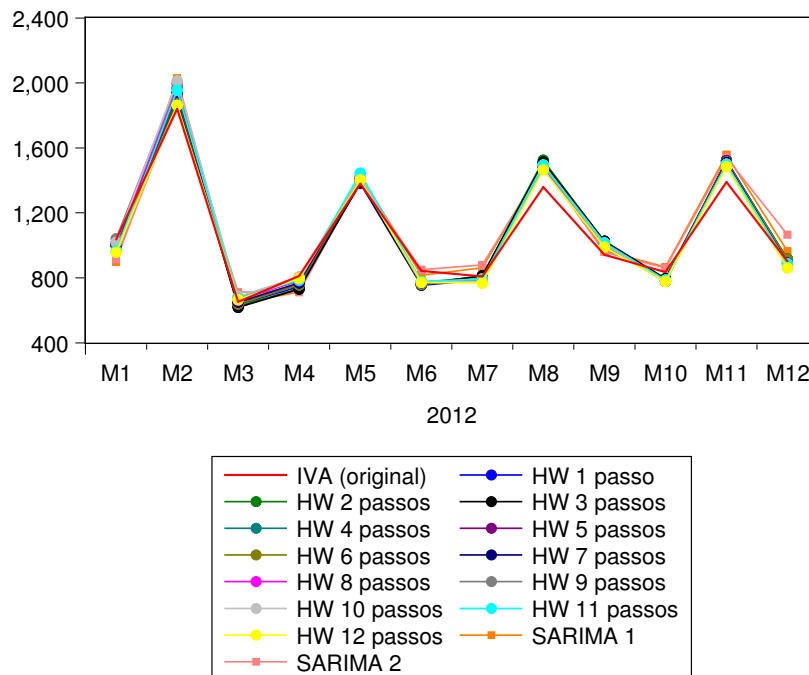 2,400
2,000
1,600
1,200
800
400
M1 M2 M3 M4 M5 M6 M7 M8 M9 M10 M11 M12
2012
IVA (original) HW 1 passo
HW 2 passos HW 3 passos
HW 4 passos HW 5 passos
HW 6 passos HW 7 passos
HW 8 passos HW 9 passos
HW 10 passos HW 11 passos
HW 12 passos SARIMA 1
SARIMA 2